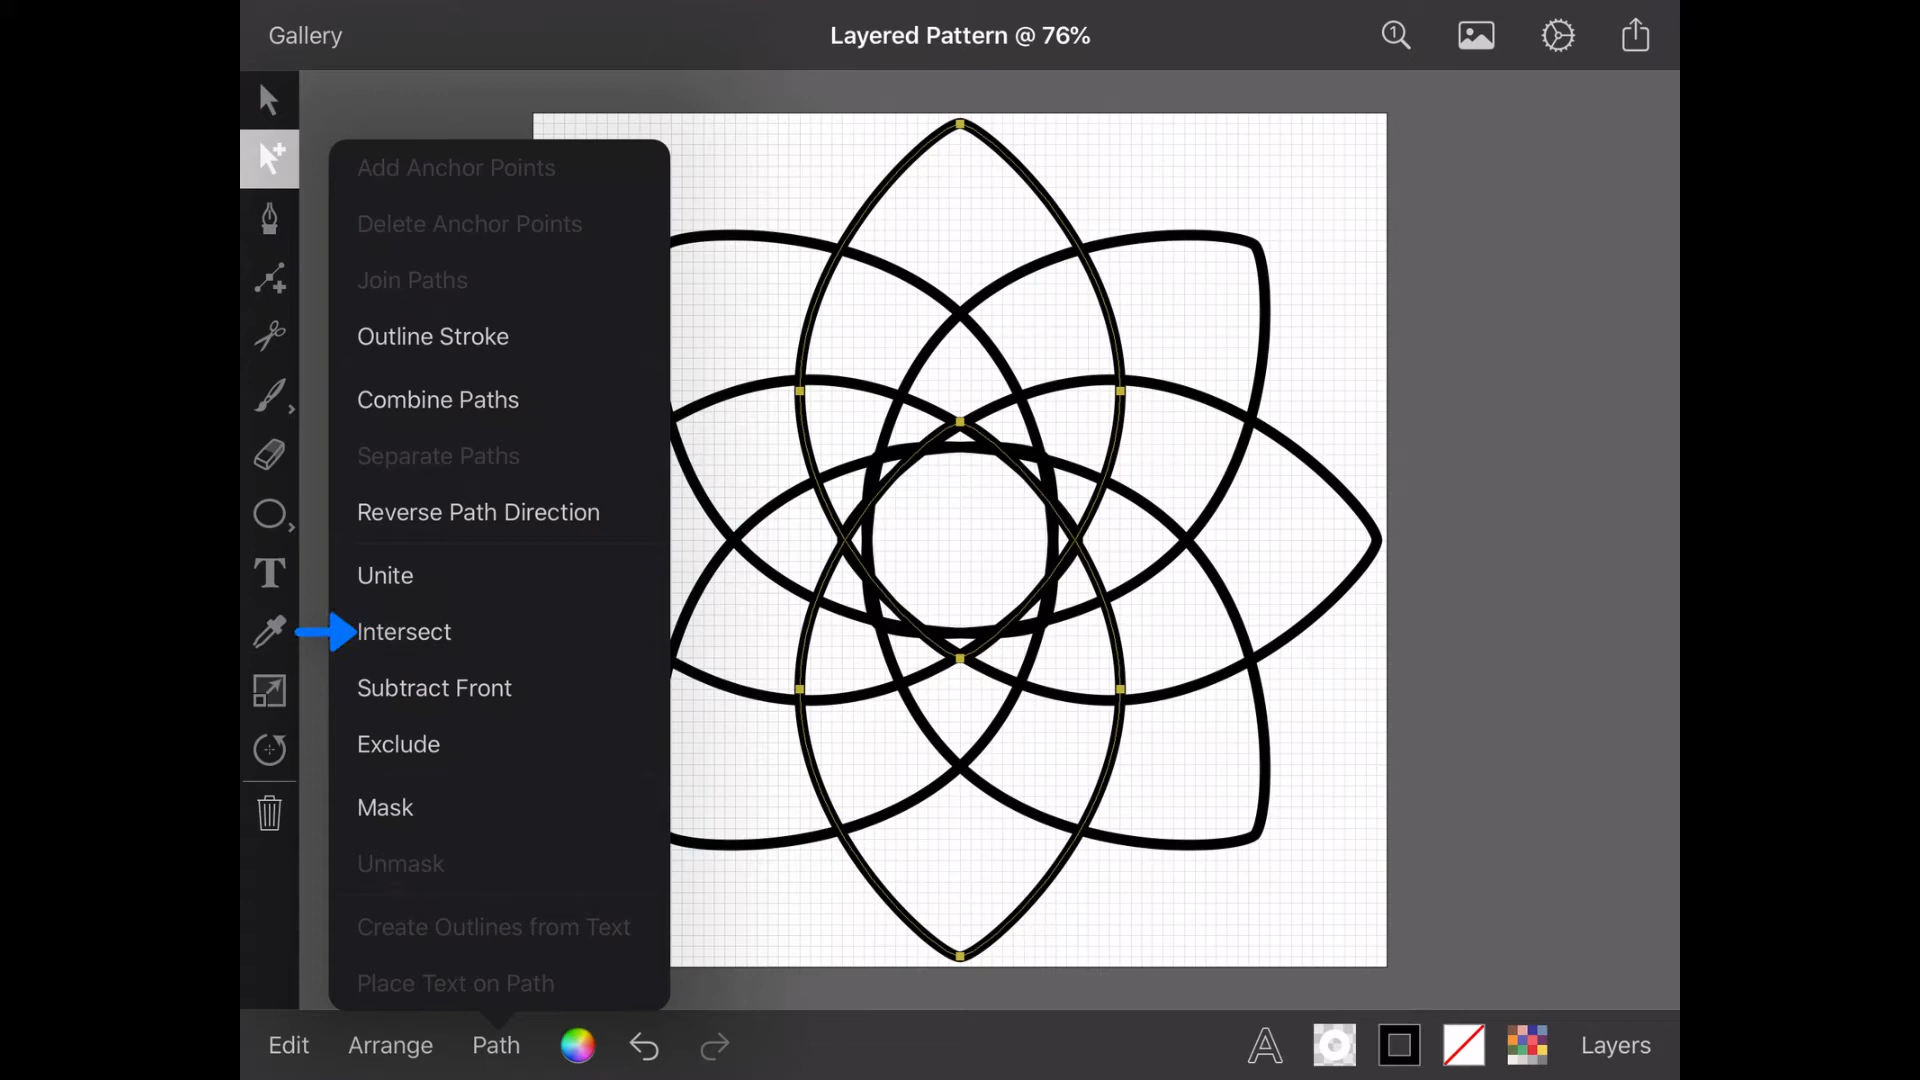 Gallery
Layered Pattern @ 76%
1
Add Anchor Points
Delete Anchor Points
Join Paths
Outline Stroke
Combine Paths
Separate Paths
Reverse Path Direction
Unite
Intersect
Subtract Front
Exclude
Mask
Unmask
Create Outlines from Text
Place Text on Path
T
Edit
Arrange
Path
A
Layers